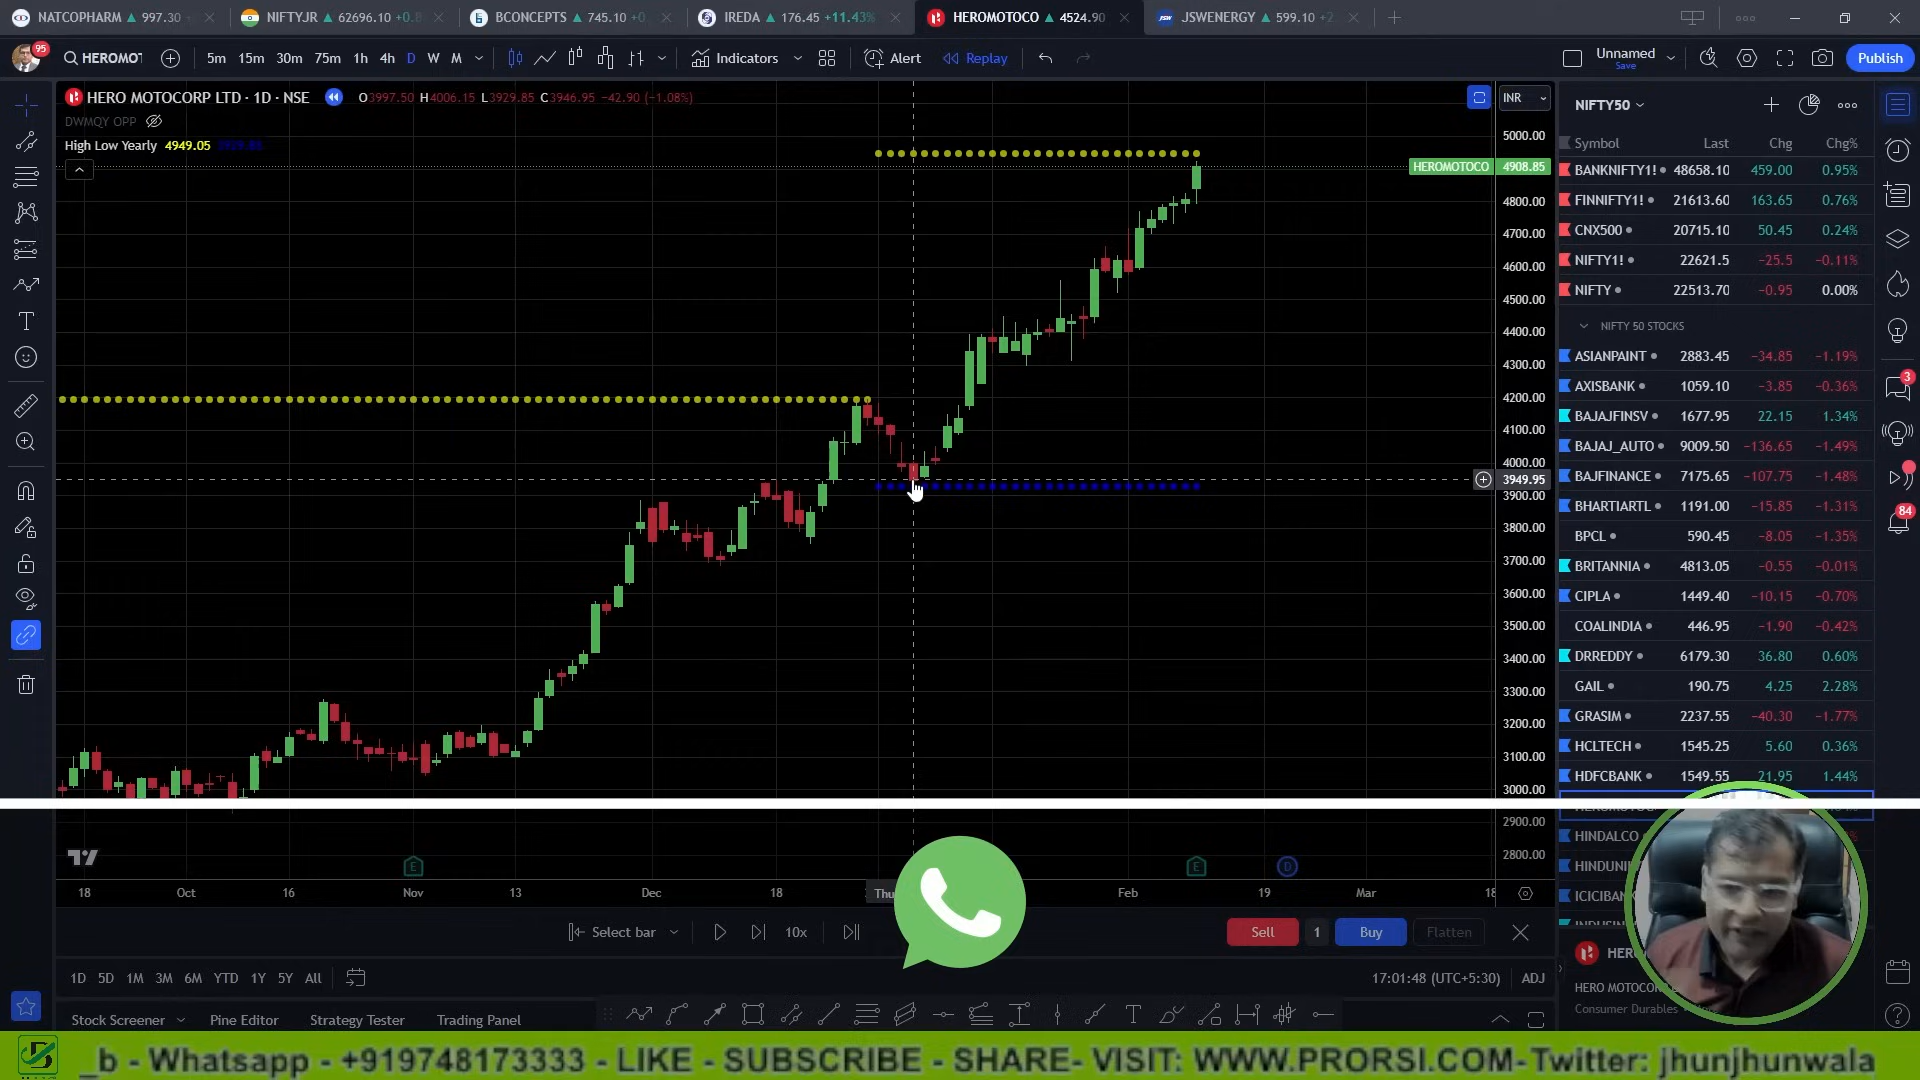 NATCOPHARM ▲ 997.30
NIFTYJR ▲ 62696.10 +0.8
BCONCEPTS ▲ 745.10 +0
IREDA ▲ 176.45 +11.43%
HEROMOTOCO ▲ 4524.90
JSWENERGY ▲ 599.10 +2
95
HEROMOT
5m 15m 30m 75m 1h 4h D W M
Indicators
Alert
Replay
Unnamed
Save
Publish
HERO MOTOCORP LTD · 1D · NSE
O3997.50 H4006.15 L3929.85 C3946.95 -42.90 (-1.08%)
INR
DWMQY OPP
High Low Yearly 4949.05 3929.85
5000.00
HEROMOTOCO 4908.85
4800.00
4700.00
4600.00
4500.00
4400.00
4300.00
4200.00
4100.00
4000.00
3949.95
3900.00
3800.00
3700.00
3600.00
3500.00
3400.00
3300.00
3200.00
3100.00
3000.00
2900.00
2800.00
E
E
D
18 Oct 16 Nov 13 Dec 18 Thu Feb 19 Mar 18
NIFTY50
Symbol Last Chg Chg%
BANKNIFTY1! 48658.10 459.00 0.95%
FINNIFTY1! 21613.60 163.65 0.76%
CNX500 20715.10 50.45 0.24%
NIFTY1! 22621.5 -25.5 -0.11%
NIFTY 22513.70 -0.95 0.00%
NIFTY 50 STOCKS
ASIANPAINT 2883.45 -34.85 -1.19%
AXISBANK 1059.10 -3.85 -0.36%
BAJAJFINSV 1677.95 22.15 1.34%
BAJAJ_AUTO 9009.50 -136.65 -1.49%
BAJFINANCE 7175.65 -107.75 -1.48%
BHARTIARTL 1191.00 -15.85 -1.31%
BPCL 590.45 -8.05 -1.35%
BRITANNIA 4813.05 -0.55 -0.01%
CIPLA 1449.40 -10.15 -0.70%
COALINDIA 446.95 -1.90 -0.42%
DRREDDY 6179.30 36.80 0.60%
GAIL 190.75 4.25 2.28%
GRASIM 2237.55 -40.30 -1.77%
HCLTECH 1545.25 5.60 0.36%
HDFCBANK 1549.55 21.95 1.44%
HINDALCO
HINDUNI
ICICIBAN
HER
HERO MOTOCOR
Consumer Durables
3
84
Select bar
10x
Sell 1 Buy Flatten
1D 5D 1M 3M 6M YTD 1Y 5Y All
17:01:48 (UTC+5:30) ADJ
Stock Screener Pine Editor Strategy Tester Trading Panel
_b - Whatsapp - +919748173333 - LIKE - SUBSCRIBE - SHARE- VISIT: WWW.PRORSI.COM-Twitter: jhunjhunwala